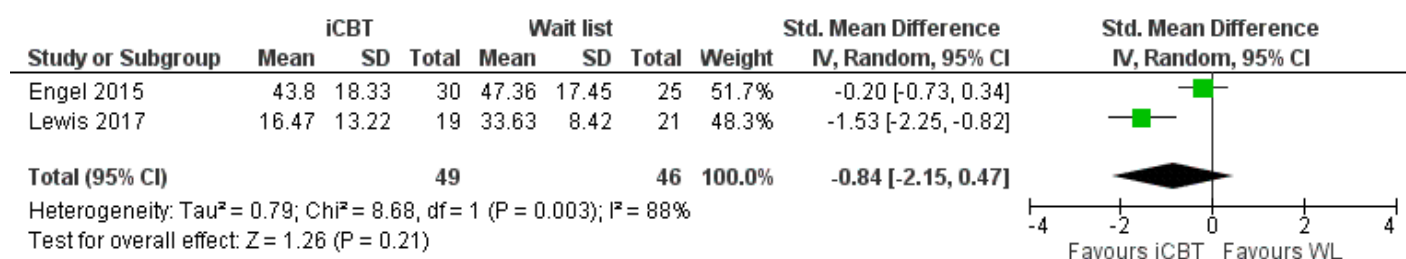 iCBT Wait list Std. Mean Difference Std. Mean Difference
Study or Subgroup Mean SD Total Mean SD Total Weight IV, Random, 95% CI IV, Random, 95% CI
Engel 2015 43.8 18.33 30 47.36 17.45 25 51.7% -0.20 [-0.73, 0.34]
Lewis 2017 16.47 13.22 19 33.63 8.42 21 48.3% -1.53 [-2.25, -0.82]
Total (95% CI) 49 46 100.0% -0.84 [-2.15, 0.47]
Heterogeneity: Tau² = 0.79; Chi² = 8.68, df = 1 (P = 0.003); I² = 88%
Test for overall effect: Z = 1.26 (P = 0.21)
-4 -2 0 2 4
Favours iCBT Favours WL